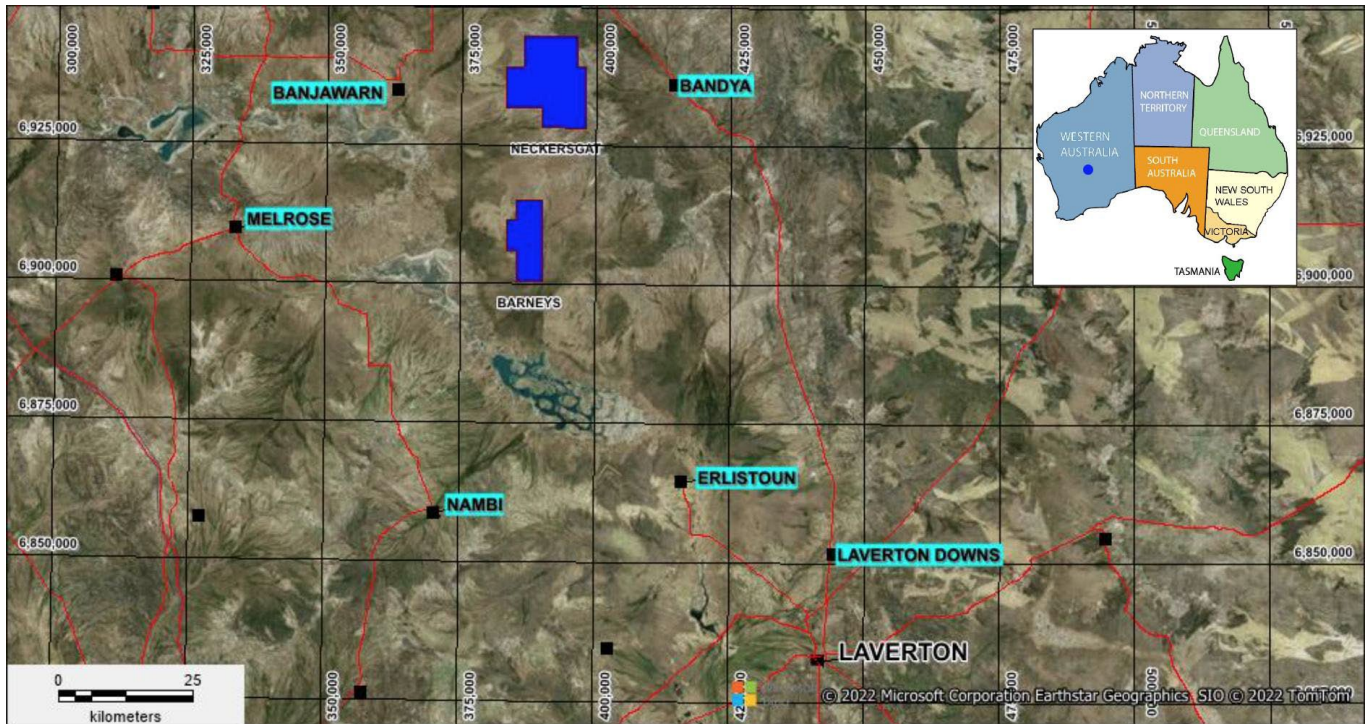 300,000
325,000
350,000
375,000
400,000
425,000
450,000
475,000
BANJAWARN
BANDYA
6,925,000
6,925,000
NECKERSGAT
MELROSE
6,900,000
6,900,000
BARNEYS
NORTHERN
TERRITORY
WESTERN
AUSTRALIA
QUEENSLAND
SOUTH
AUSTRALIA
NEW SOUTH
WALES
VICTORIA
TASMANIA
6,875,000
6,875,000
ERLISTOUN
NAMBI
6,850,000
6,850,000
LAVERTON DOWNS
LAVERTON
0 25
kilometers
350,000
375,000
400,000
© 2022 Microsoft Corporation Earthstar Geographics SIO © 2022 TomTom